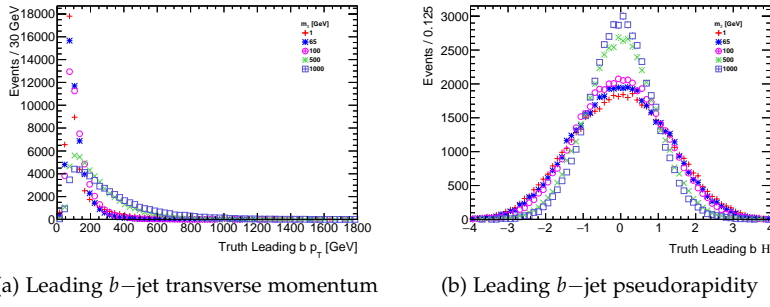 Events / 30 GeV
18000
16000
14000
12000
10000
8000
6000
4000
2000
0
0 200 400 600 800 1000 1200 1400 1600 1800
Truth Leading b p_T [GeV]
[GeV]
1
65
100
500
1000
Events / 0.125
3000
2500
2000
1500
1000
500
0
−4 −3 −2 −1 0 1 2 3 4
Truth Leading b H
[GeV]
1
65
100
500
1000
(a) Leading b−jet transverse momentum
(b) Leading b−jet pseudorapidity